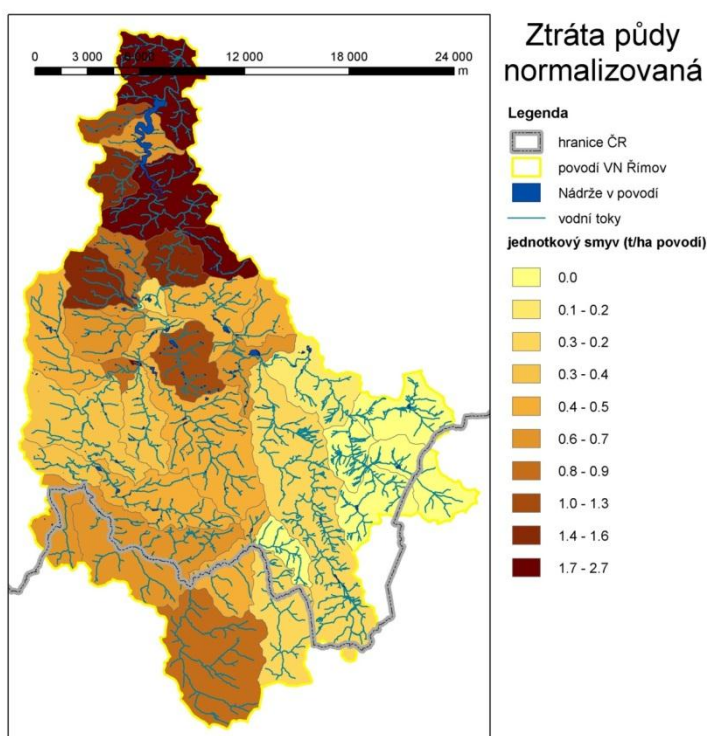 Ztráta půdy
normalizovaná
0 3 000 12 000 18 000 24 000
m
Legenda
hranice ČR
povodí VN Římov
Nádrže v povodí
vodní toky
jednotkový smyv (t/ha povodí)
0.0
0.1 - 0.2
0.3 - 0.2
0.3 - 0.4
0.4 - 0.5
0.6 - 0.7
0.8 - 0.9
1.0 - 1.3
1.4 - 1.6
1.7 - 2.7